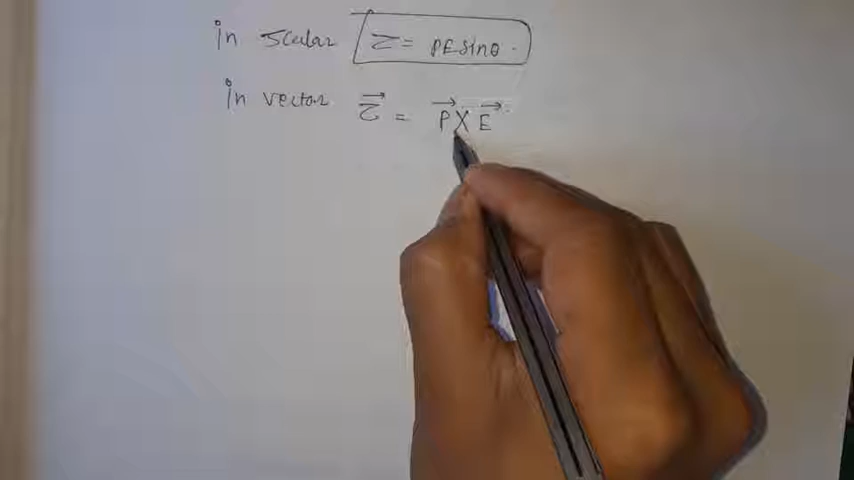 in scalar τ = PE sinθ.
in vector τ⃗ = P⃗ X E⃗